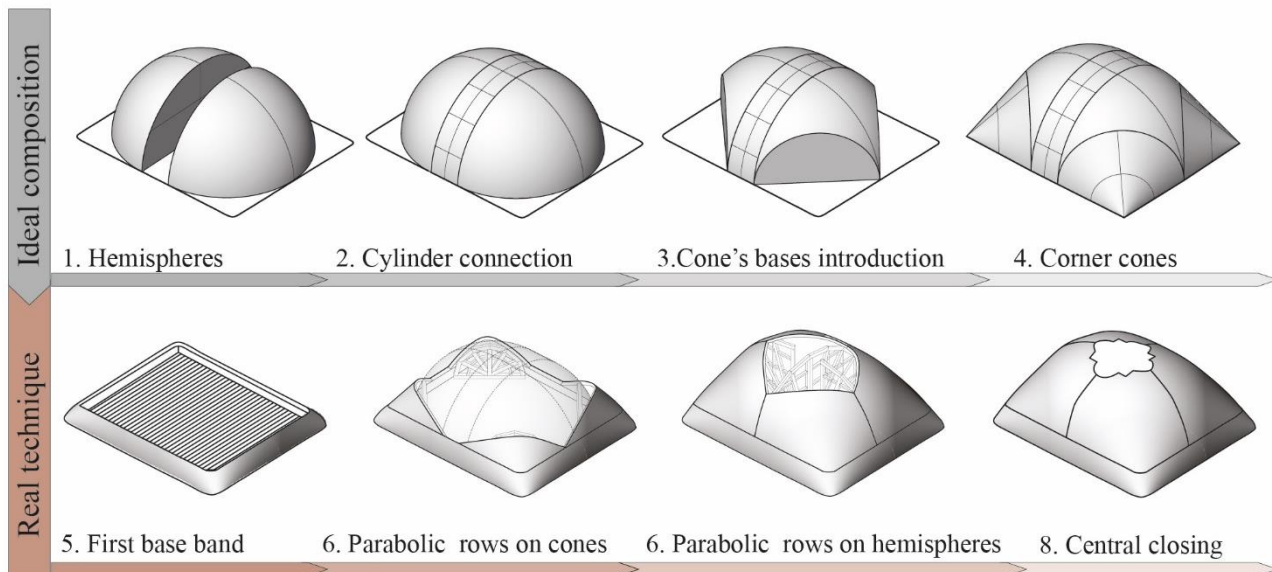 Ideal composition
1. Hemispheres
2. Cylinder connection
3.Cone's bases introduction
4. Corner cones
Real technique
5. First base band
6. Parabolic rows on cones
6. Parabolic rows on hemispheres
8. Central closing